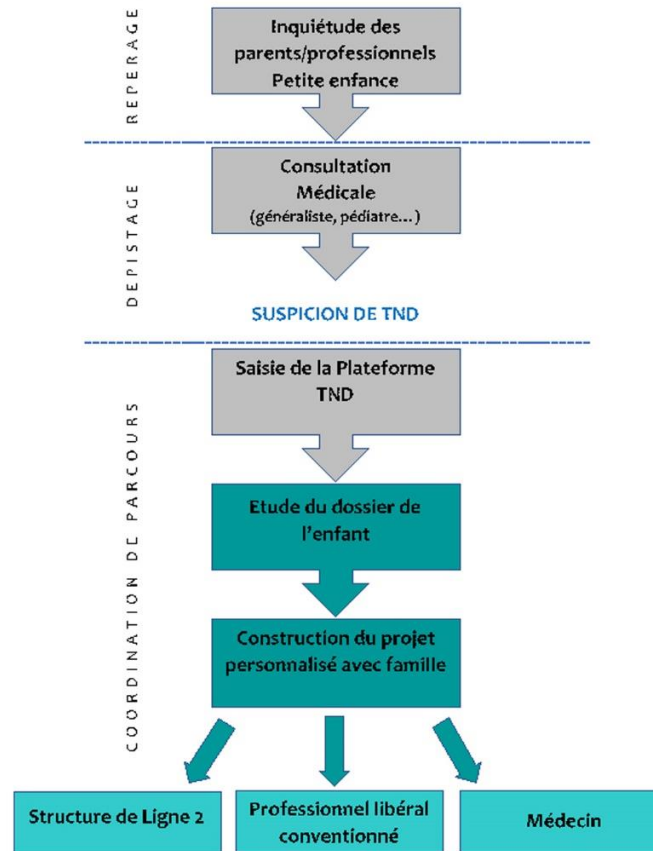 REPERAGE
Inquiétude des
parents/professionnels
Petite enfance
DEPISTAGE
Consultation
Médicale
(généraliste, pédiatre...)
SUSPICION DE TND
COORDINATION DE PARCOURS
Saisie de la Plateforme
TND
Etude du dossier de
l'enfant
Construction du projet
personnalisé avec famille
Structure de Ligne 2
Professionnel libéral
conventionné
Médecin